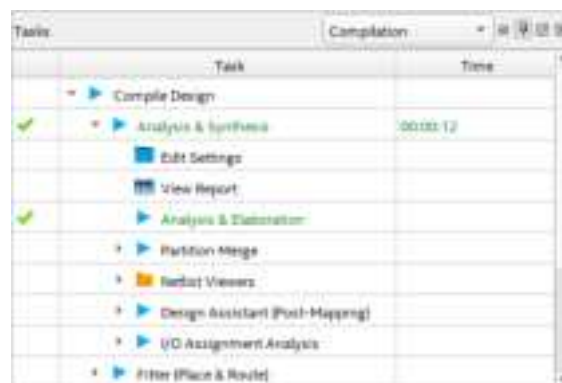 Tasks Compilation
Task Time
Compile Design
Analysis & Synthesis 00:00:12
Edit Settings
View Report
Analysis & Elaboration
Partition Merge
Netlist Viewers
Design Assistant (Post-Mapping)
I/O Assignment Analysis
Fitter (Place & Route)